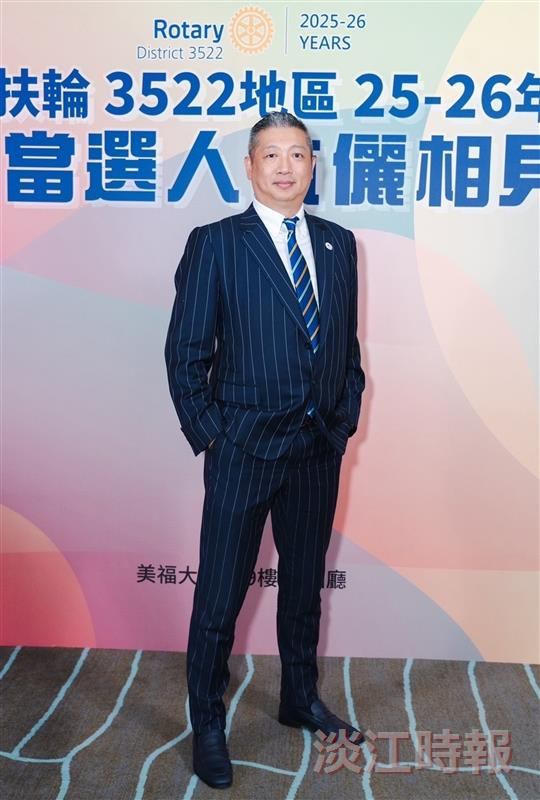 Rotary
District 3522
2025-26
YEARS
扶輪 3522地區 25-26年
當選人 儷相見
美福大 樓 廳
淡江時報